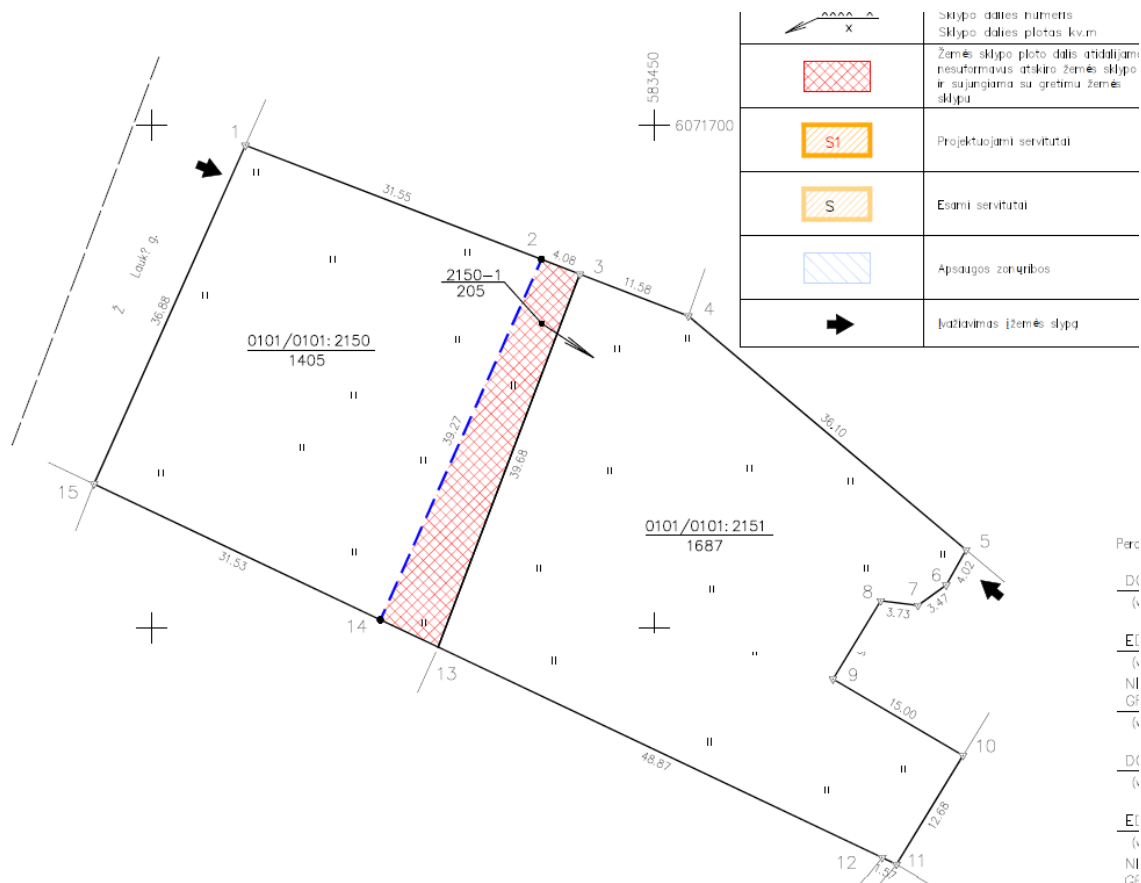 Sklypo dalies numeris
x
Sklypo dalies plotas kv.m
Žemės sklypo ploto dalis atidalijama
nesuformavus atskiro žemės sklypo
ir sujungiama su gretimu žemės
sklypu
S1
Projektuojami servitutai
S
Esami servitutai
Apsaugos zonų ribos
Įvažiavimas į žemės slypą
583450
6071700
1
31.55
2
4.08
3
11.58
4
2150-1
205
Ž Lauk? g.
36.88
0101/0101:2150
1405
39.27
39.68
36.10
15
31.53
14
13
0101/0101:2151
1687
5
4.02
6
3.47
7
3.73
8
9
15.00
10
12.68
48.87
12
1.57
11